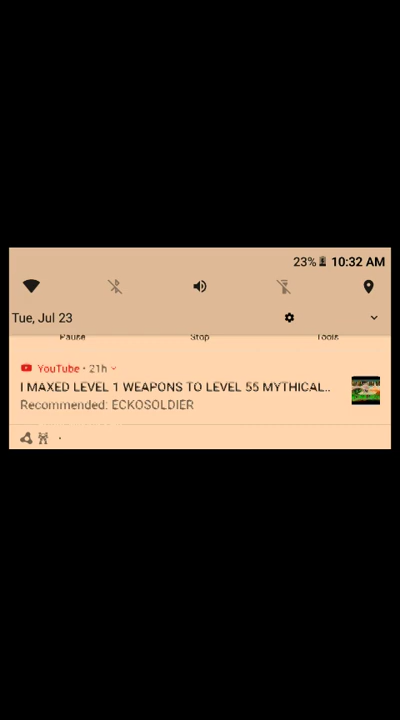 23% 10:32 AM
Tue, Jul 23
Pause Stop Tools
YouTube • 21h
I MAXED LEVEL 1 WEAPONS TO LEVEL 55 MYTHICAL..
Recommended: ECKOSOLDIER